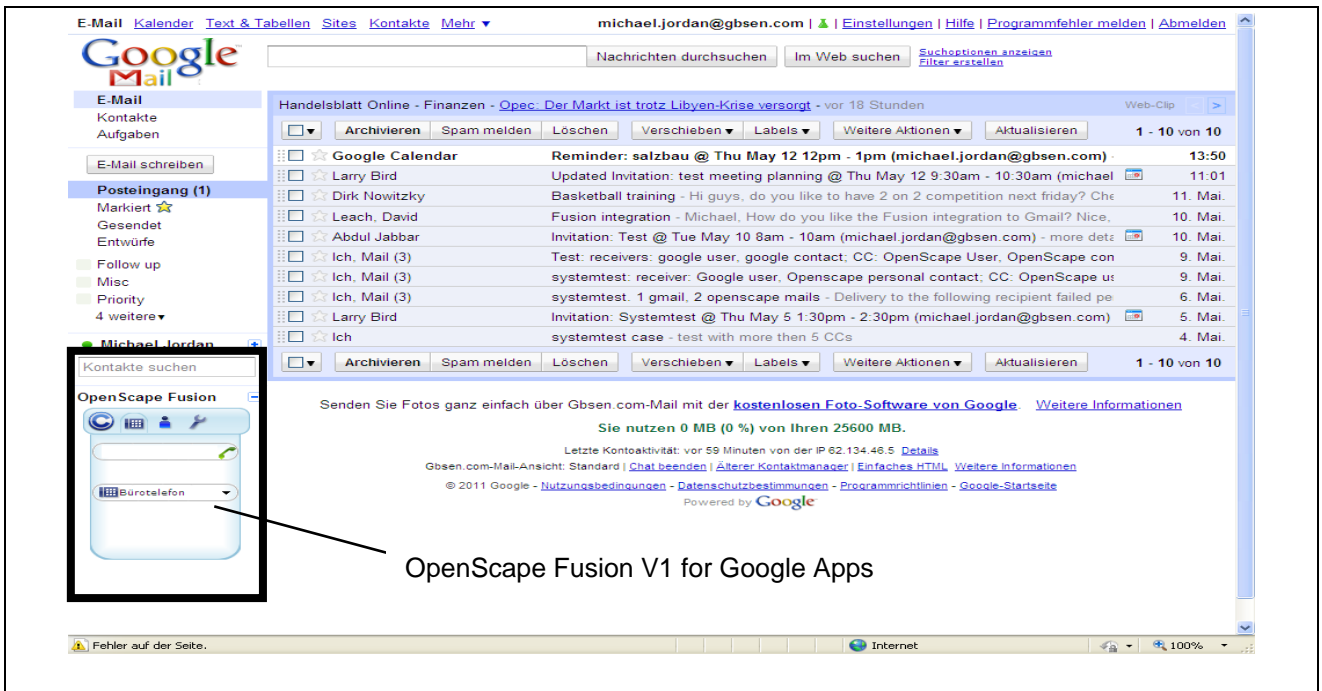 E-Mail Kalender Text & Tabellen Sites Kontakte Mehr ▼ michael.jordan@gbsen.com | Einstellungen | Hilfe | Programmfehler melden | Abmelden
Google Mail
Nachrichten durchsuchen Im Web suchen Suchoptionen anzeigen
Filter erstellen
E-Mail
Kontakte
Aufgaben
E-Mail schreiben
Posteingang (1)
Markiert
Gesendet
Entwürfe
Follow up
Misc
Priority
4 weitere▼
Michael Jordan
Kontakte suchen
OpenScape Fusion
Bürotelefon
Handelsblatt Online - Finanzen - Opec: Der Markt ist trotz Libyen-Krise versorgt - vor 18 Stunden Web-Clip < >
Archivieren Spam melden Löschen Verschieben ▼ Labels ▼ Weitere Aktionen ▼ Aktualisieren 1 - 10 von 10
Google Calendar Reminder: salzbau @ Thu May 12 12pm - 1pm (michael.jordan@gbsen.com) - 13:50
Larry Bird Updated Invitation: test meeting planning @ Thu May 12 9:30am - 10:30am (michael 11:01
Dirk Nowitzky Basketball training - Hi guys, do you like to have 2 on 2 competition next friday? Che 11. Mai.
Leach, David Fusion integration - Michael, How do you like the Fusion integration to Gmail? Nice, 10. Mai.
Abdul Jabbar Invitation: Test @ Tue May 10 8am - 10am (michael.jordan@gbsen.com) - more deta 10. Mai.
Ich, Mail (3) Test: receivers: google user, google contact; CC: OpenScape User, OpenScape con 9. Mai.
Ich, Mail (3) systemtest: receiver: Google user, Openscape personal contact; CC: OpenScape us 9. Mai.
Ich, Mail (3) systemtest. 1 gmail, 2 openscape mails - Delivery to the following recipient failed pe 6. Mai.
Larry Bird Invitation: Systemtest @ Thu May 5 1:30pm - 2:30pm (michael.jordan@gbsen.com) 5. Mai.
Ich systemtest case - test with more then 5 CCs 4. Mai.
Archivieren Spam melden Löschen Verschieben ▼ Labels ▼ Weitere Aktionen ▼ Aktualisieren 1 - 10 von 10
Senden Sie Fotos ganz einfach über Gbsen.com-Mail mit der kostenlosen Foto-Software von Google. Weitere Informationen
Sie nutzen 0 MB (0 %) von Ihren 25600 MB.
Letzte Kontoaktivität: vor 59 Minuten von der IP 62.134.46.5 Details
Gbsen.com-Mail-Ansicht: Standard | Chat beenden | Älterer Kontaktmanager | Einfaches HTML Weitere Informationen
© 2011 Google - Nutzungsbedingungen - Datenschutzbestimmungen - Programmrichtlinien - Google-Startseite
Powered by Google
OpenScape Fusion V1 for Google Apps
Fehler auf der Seite. Internet 100%